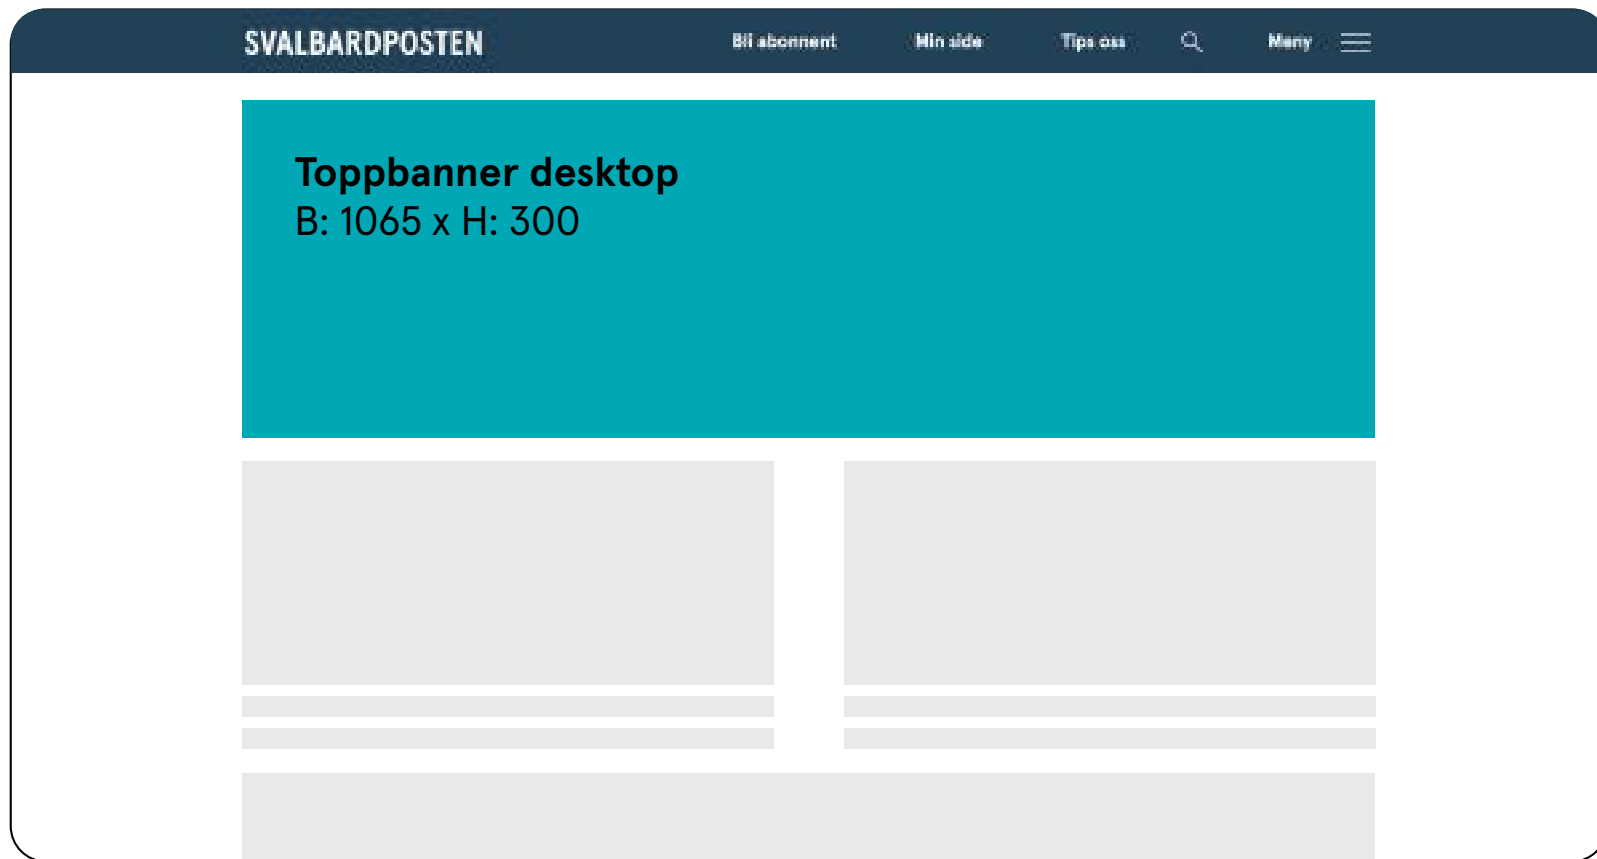 SVALBARDPOSTEN
Bli abonnent Min side Tips oss Meny
Toppbanner desktop
B: 1065 x H: 300